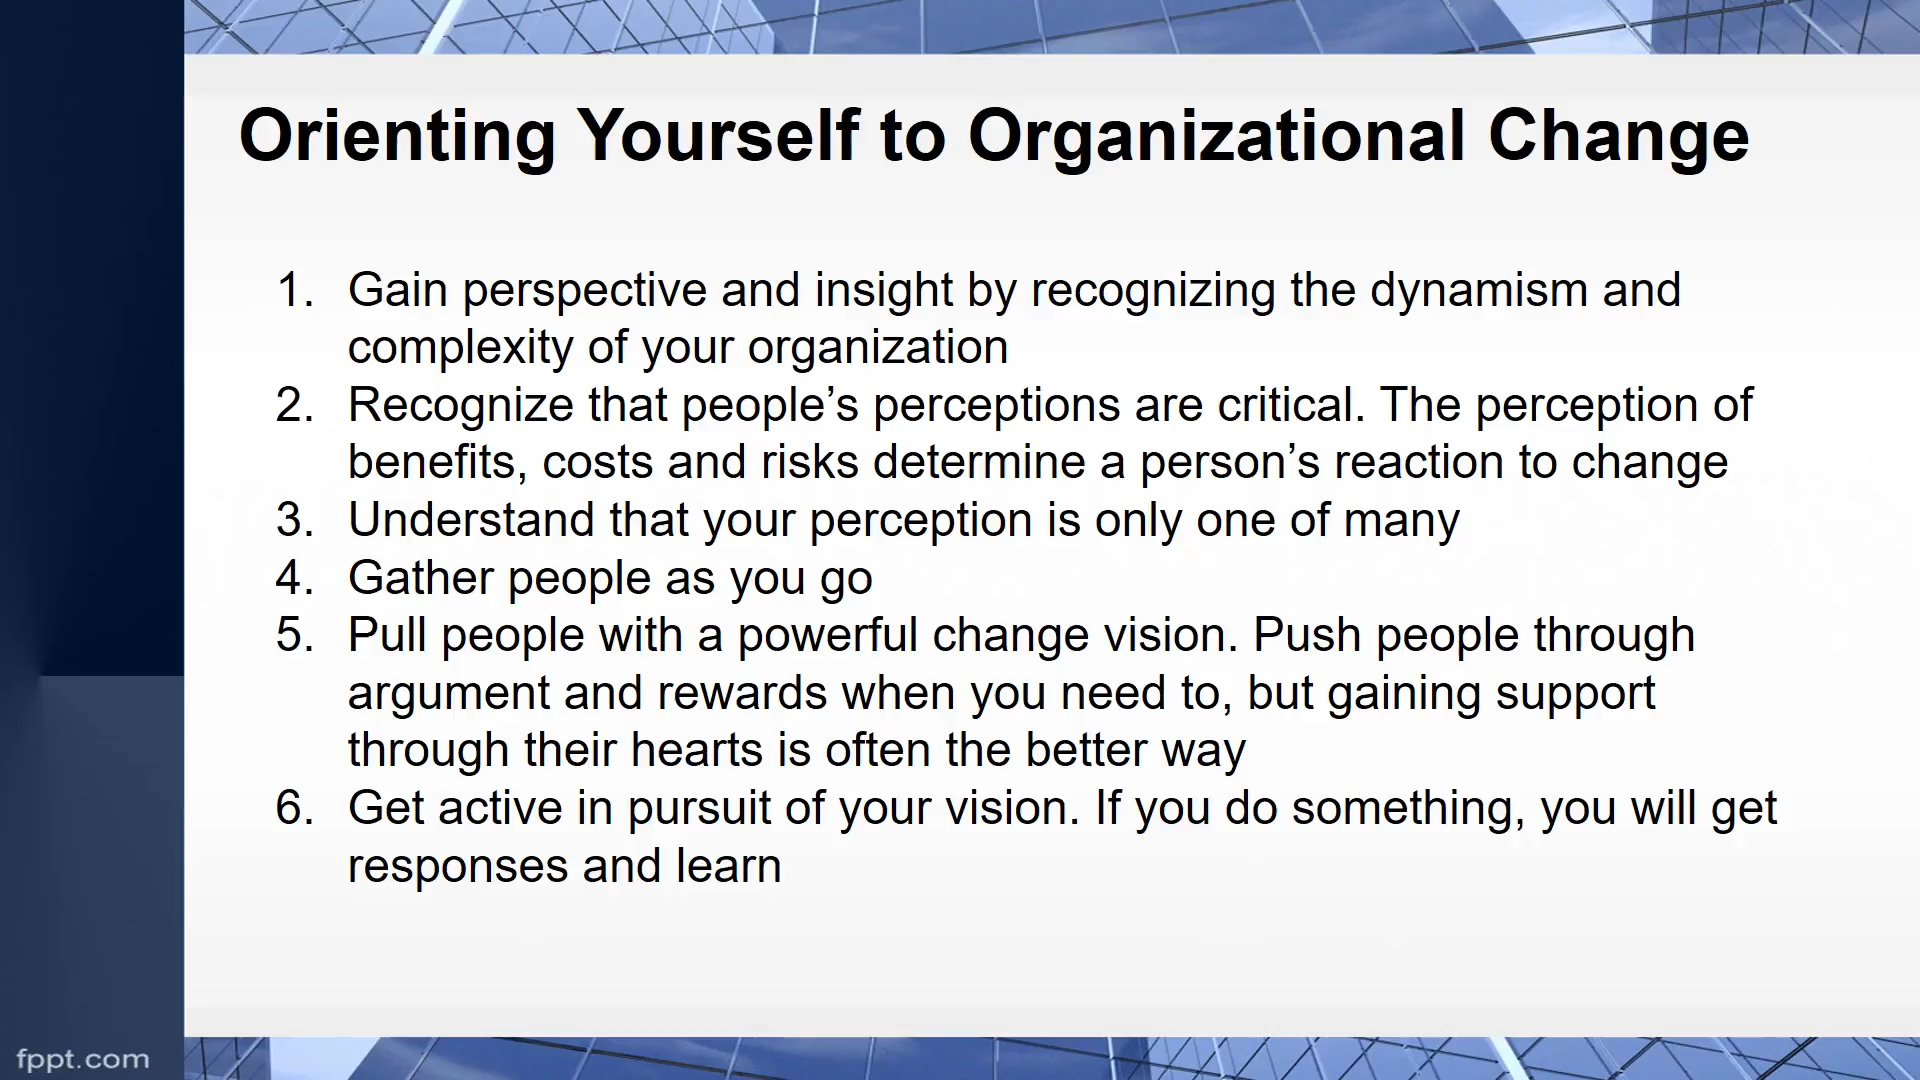 Orienting Yourself to Organizational Change
1. Gain perspective and insight by recognizing the dynamism and
complexity of your organization
2. Recognize that people’s perceptions are critical. The perception of
benefits, costs and risks determine a person’s reaction to change
3. Understand that your perception is only one of many
4. Gather people as you go
5. Pull people with a powerful change vision. Push people through
argument and rewards when you need to, but gaining support
through their hearts is often the better way
6. Get active in pursuit of your vision. If you do something, you will get
responses and learn
fppt.com